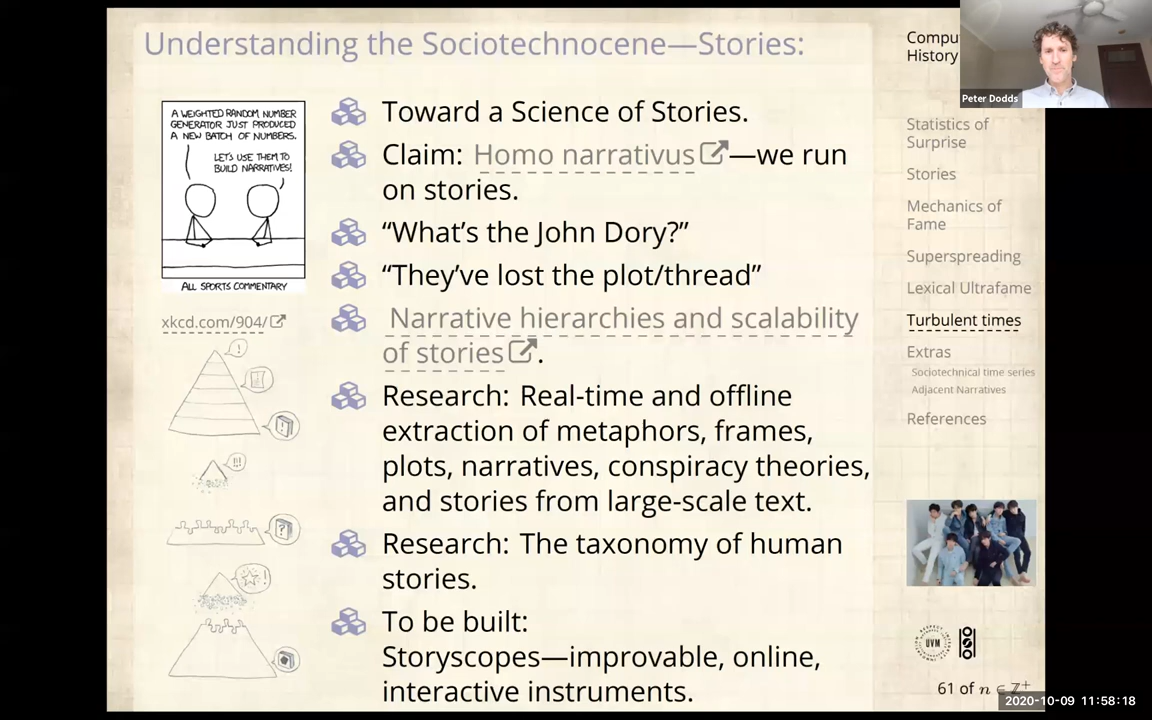 Understanding the Sociotechnocene—Stories:
A WEIGHTED RANDOM NUMBER
GENERATOR JUST PRODUCED
A NEW BATCH OF NUMBERS.
LET'S USE THEM TO
BUILD NARRATIVES!
ALL SPORTS COMMENTARY
xkcd.com/904/
Toward a Science of Stories.
Claim: Homo narrativus—we run
on stories.
“What’s the John Dory?”
“They’ve lost the plot/thread”
Narrative hierarchies and scalability
of stories.
Research: Real-time and offline
extraction of metaphors, frames,
plots, narratives, conspiracy theories,
and stories from large-scale text.
Research: The taxonomy of human
stories.
To be built:
Storyscopes—improvable, online,
interactive instruments.
Compu
History
Peter Dodds
Statistics of
Surprise
Stories
Mechanics of
Fame
Superspreading
Lexical Ultrafame
Turbulent times
Extras
Sociotechnical time series
Adjacent Narratives
References
UVM
61 of n ∈ Z+
2020-10-09 11:58:18